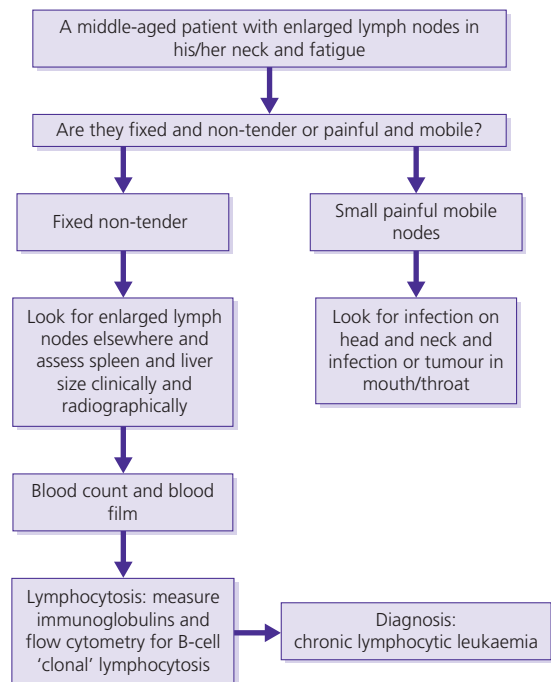 A middle-aged patient with enlarged lymph nodes in
his/her neck and fatigue
Are they fixed and non-tender or painful and mobile?
Fixed non-tender
Small painful mobile
nodes
Look for enlarged lymph
nodes elsewhere and
assess spleen and liver
size clinically and
radiographically
Look for infection on
head and neck and
infection or tumour in
mouth/throat
Blood count and blood
film
Lymphocytosis: measure
immunoglobulins and
flow cytometry for B-cell
‘clonal’ lymphocytosis
Diagnosis:
chronic lymphocytic leukaemia